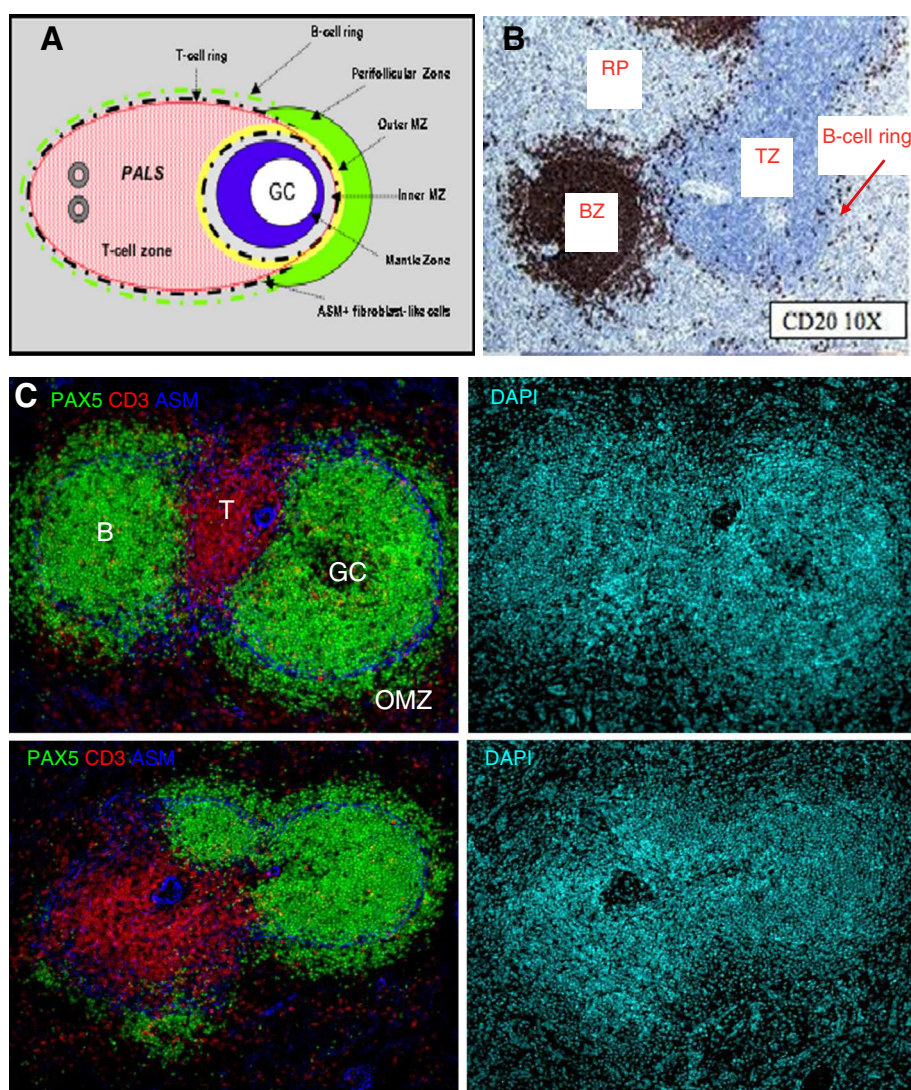 A
B-cell ring
T-cell ring
Perifollicular Zone
Outer MZ
PALS
GC
Inner MZ
T-cell zone
Mantle Zone
ASM+ fibroblast-like cells
B
RP
B-cell ring
TZ
BZ
CD20 10X
C
PAX5 CD3 ASM
B
T
GC
OMZ
DAPI
PAX5 CD3 ASM
DAPI